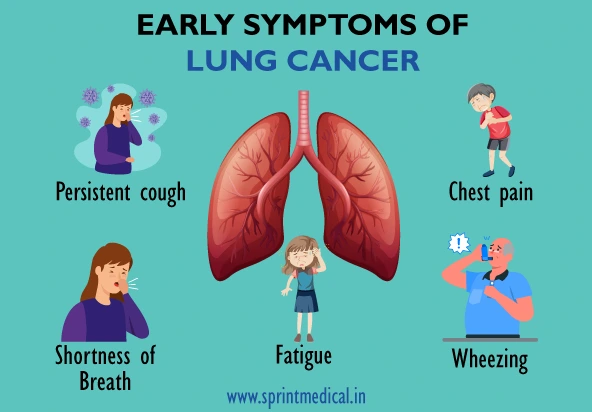 EARLY SYMPTOMS OF
LUNG CANCER
Persistent cough
Chest pain
!
Shortness of
Breath
Fatigue
Wheezing
www.sprintmedical.in